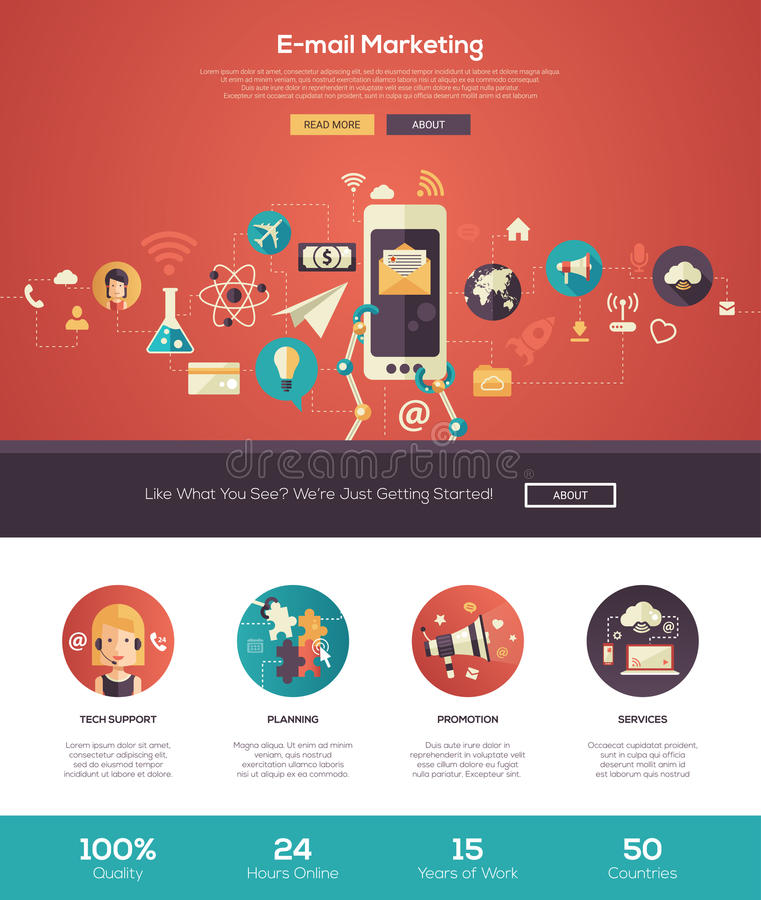 E-mail Marketing
Lorem ipsum dolor sit amet, consectetur adipiscing elit, sed do eiusmod tempor incididunt ut labore et dolore magna aliqua.
Ut enim ad minim veniam, quis nostrud exercitation ullamco laboris nisi ut aliquip ex ea commodo.
Duis aute irure dolor in reprehenderit in voluptate velit esse cillum dolore eu fugiat nulla pariatur.
Excepteur sint occaecat cupidatat non proident, sunt in culpa qui officia deserunt mollit anim id est laborum
READ MORE
ABOUT
$
@
dreamstime®
Like What You See? We're Just Getting Started!
ABOUT
@
24
@
TECH SUPPORT
PLANNING
PROMOTION
SERVICES
Lorem ipsum dolor sit amet,
consectetur adipiscing elit,
sed do eiusmod tempor
incididunt ut labore et dolore.
Magna aliqua. Ut enim ad minim
veniam, quis nostrud
exercitation ullamco laboris nisi
ut aliquip ex ea commodo.
Duis aute irure dolor in
reprehenderit in voluptate velit
esse cillum dolore eu fugiat
nulla pariatur. Excepteur sint.
Occaecat cupidatat non proident,
sunt in culpa qui officia
deserunt mollit anim id est
laborum quis nostrud
100%
Quality
24
Hours Online
15
Years of Work
50
Countries